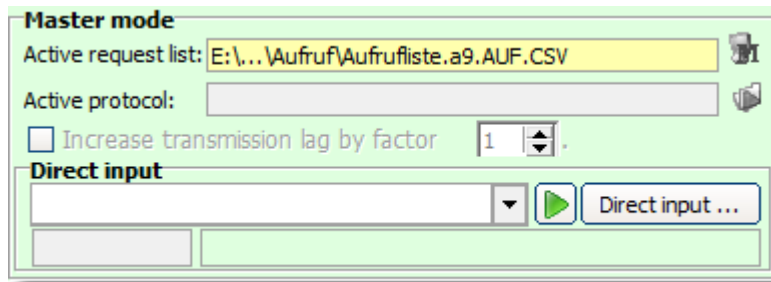 Master mode
Active request list: E:\...\Aufruf\Aufrufliste.a9.AUF.CSV
Active protocol:
Increase transmission lag by factor 1 .
Direct input
Direct input ...